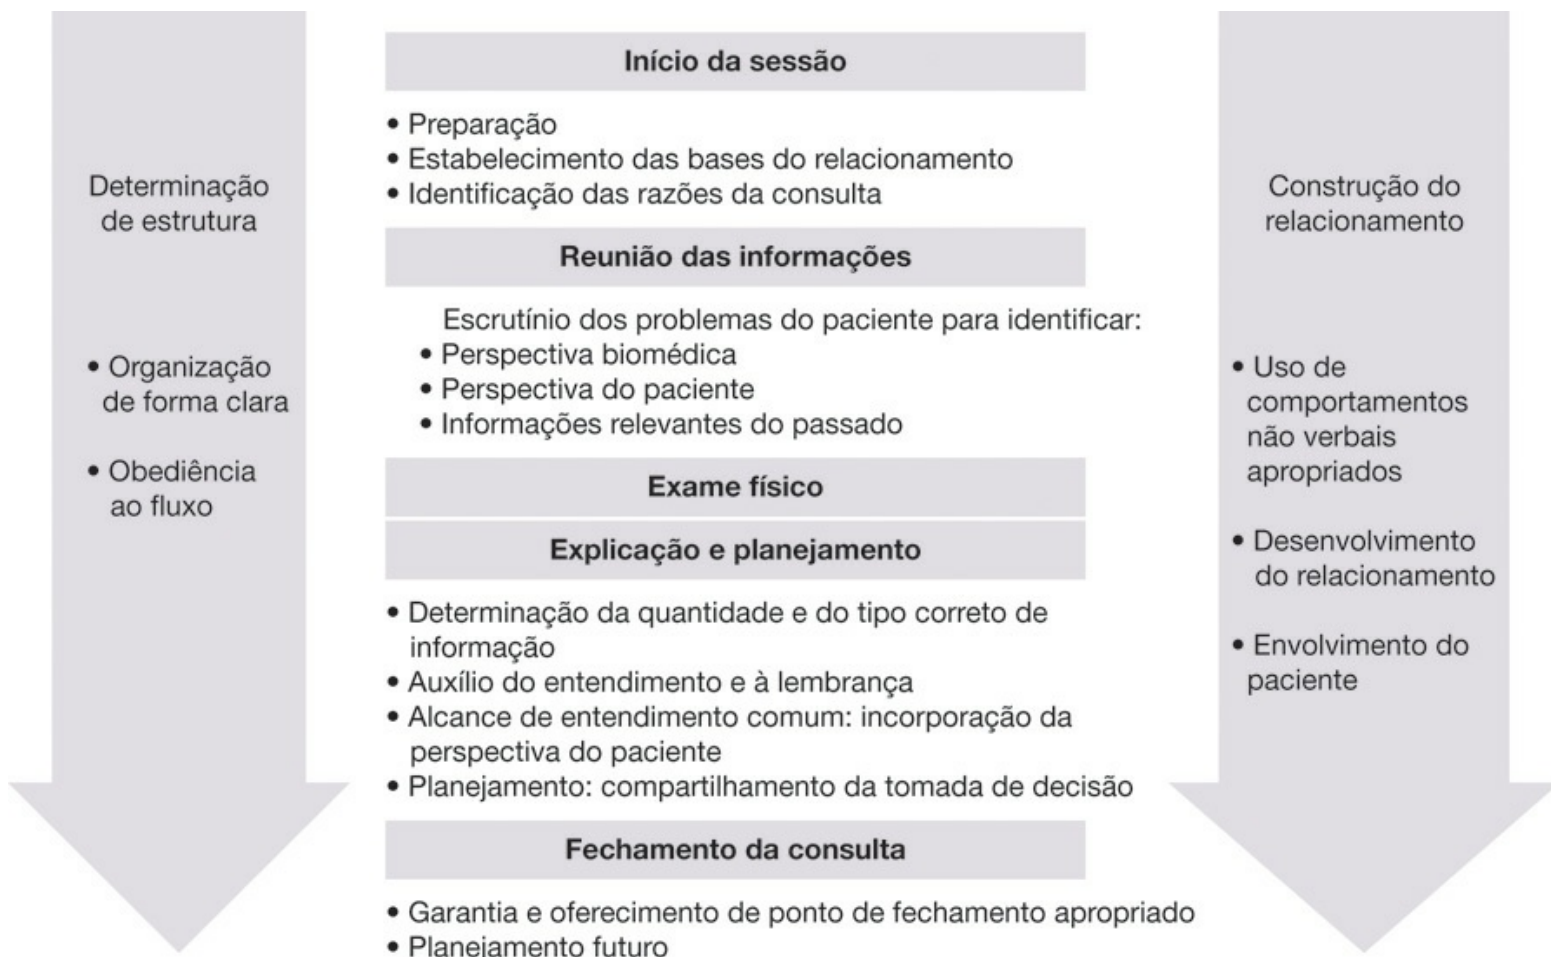 Determinação
de estrutura
• Organização
de forma clara
• Obediência
ao fluxo
Início da sessão
• Preparação
• Estabelecimento das bases do relacionamento
• Identificação das razões da consulta
Reunião das informações
Escrutínio dos problemas do paciente para identificar:
• Perspectiva biomédica
• Perspectiva do paciente
• Informações relevantes do passado
Exame físico
Explicação e planejamento
• Determinação da quantidade e do tipo correto de
informação
• Auxílio do entendimento e à lembrança
• Alcance de entendimento comum: incorporação da
perspectiva do paciente
• Planejamento: compartilhamento da tomada de decisão
Fechamento da consulta
• Garantia e oferecimento de ponto de fechamento apropriado
• Planejamento futuro
Construção do
relacionamento
• Uso de
comportamentos
não verbais
apropriados
• Desenvolvimento
do relacionamento
• Envolvimento do
paciente